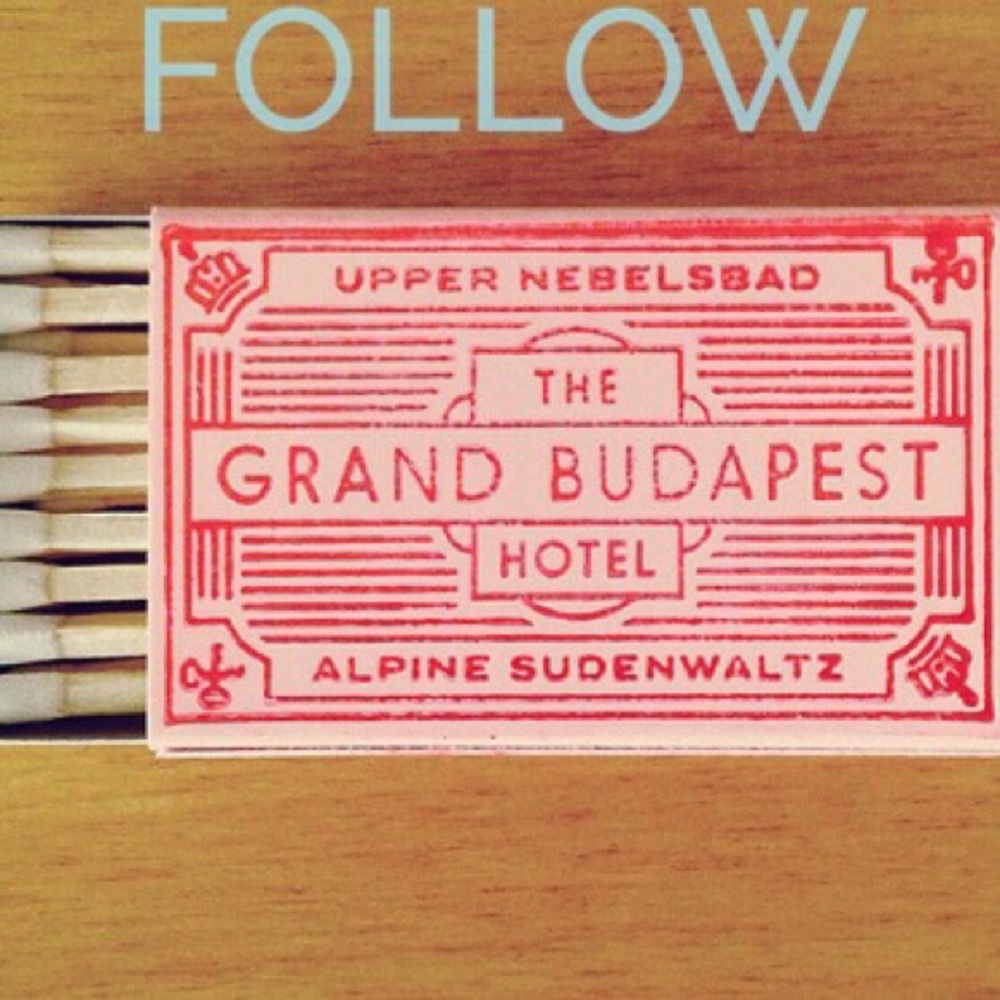 FOLLOW
UPPER NEBELSBAD
THE
GRAND BUDAPEST
HOTEL
ALPINE SUDENWALTZ